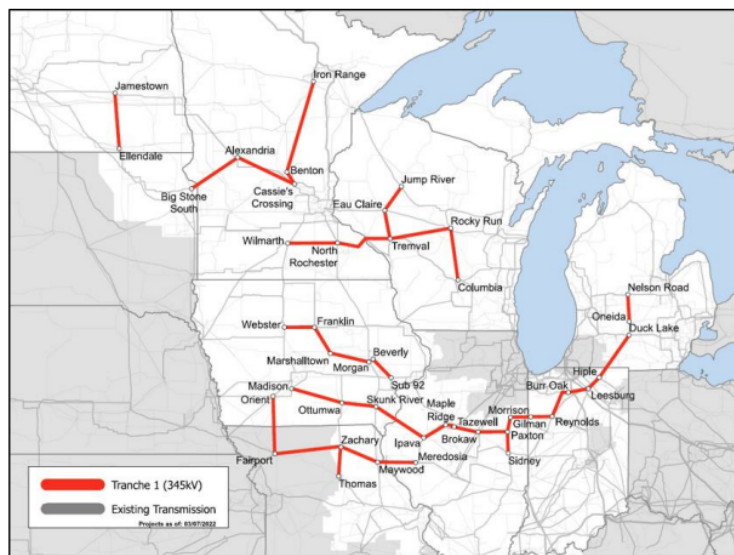 Iron Range
Jamestown
Alexandria
Ellendale
Benton
Jump River
Big Stone
South
Cassie's
Crossing
Eau Claire
Rocky Run
Wilmarth
North
Rochester
Tremval
Columbia
Nelson Road
Webster
Franklin
Oneida
Duck Lake
Marshalltown
Beverly
Morgan
Hiple
Madison
Sub 92
Burr Oak
Orient
Skunk River
Maple
Ridge
Leesburg
Ottumwa
Tazewell
Morrison
Gilman
Reynolds
Ipava
Brokaw
Paxton
Zachary
Fairport
Meredosia
Sidney
Maywood
Thomas
Tranche 1 (345kV)
Existing Transmission
Projects as of: 03/07/2022